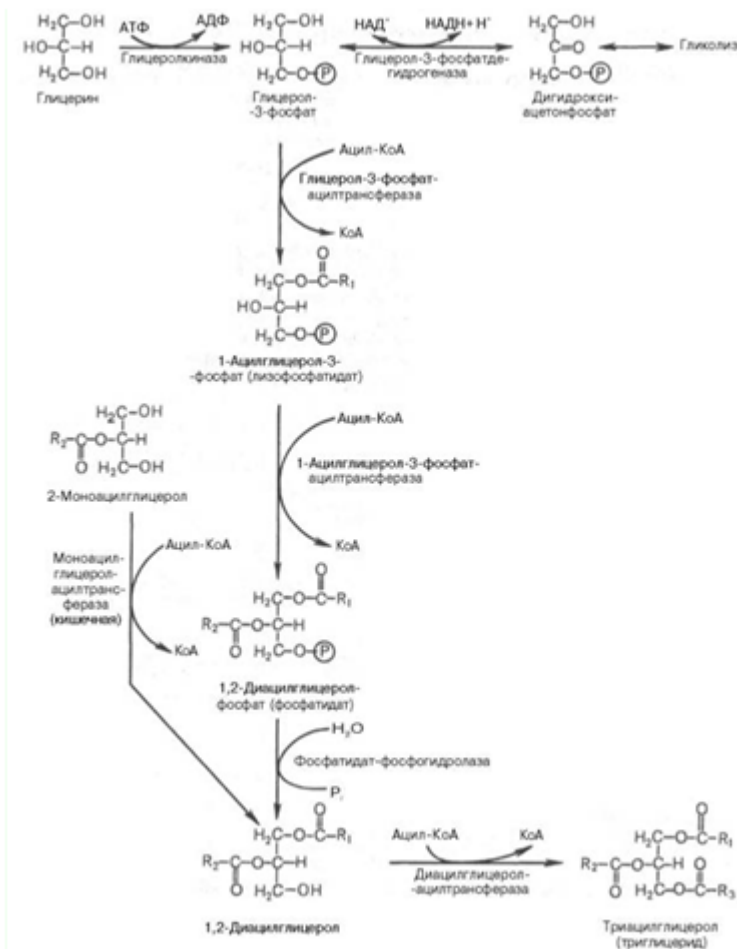 H₂C—OH
HO—C—H
H₂C—OH
Глицерин
АТФ
АДФ
Глицеролкиназа
H₂C—OH
HO—C—H
H₂C—O—P
Глицерол-
-3-фосфат
НАД⁺
НАДН+ Н⁺
Глицерол-3-фосфатде-
гидрогеназа
H₂C—OH
C=O
H₂C—O—P
Дигидрокси-
ацетонфосфат
Гликолиз
Ацил-КоА
Глицерол-3-фосфат-
ацилтрансфераза
КоА
O
H₂C—O—C—R₁
HO—C—H
H₂C—O—P
1-Ацилглицерол-3-
-фосфат (лизофосфатидат)
H₂C—OH
R₂—C—O—C—H
O
H₂C—OH
2-Моноацилглицерол
Ацил-КоА
1-Ацилглицерол-3-фосфат-
ацилтрансфераза
КоА
Моноацил-
глицерол-
ацилтранс-
фераза
(кишечная)
Ацил-КоА
КоА
O
H₂C—O—C—R₁
R₂—C—O—C—H
O
H₂C—O—P
1,2-Диацилглицерол-
фосфат (фосфатидат)
H₂O
Фосфатидат-фосфогидролаза
Pᵢ
O
H₂C—O—C—R₁
R₂—C—O—C—H
O
H₂C—OH
1,2-Диацилглицерол
Ацил-КоА
КоА
Диацилглицерол-
-ацилтрансфераза
O
H₂C—O—C—R₁
R₂—C—O—C—H
O
O
H₂C—O—C—R₃
Триацилглицерол
(триглицерид)